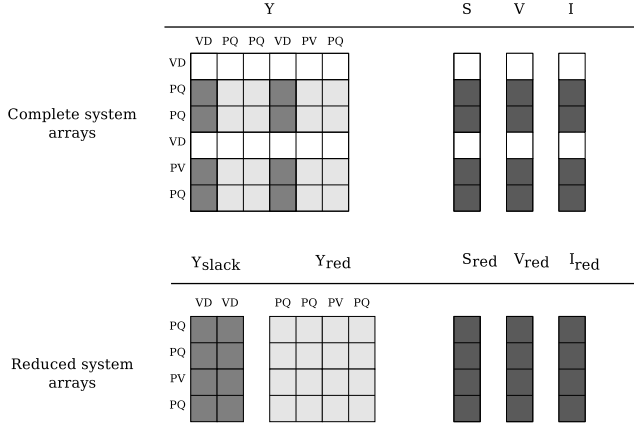 Y S V I
VD PQ PQ VD PV PQ
VD
PQ
Complete system
PQ
arrays
VD
PV
PQ
Yslack Yred Sred Vred Ired
VD VD PQ PQ PV PQ
PQ
PQ
Reduced system
PV
arrays
PQ